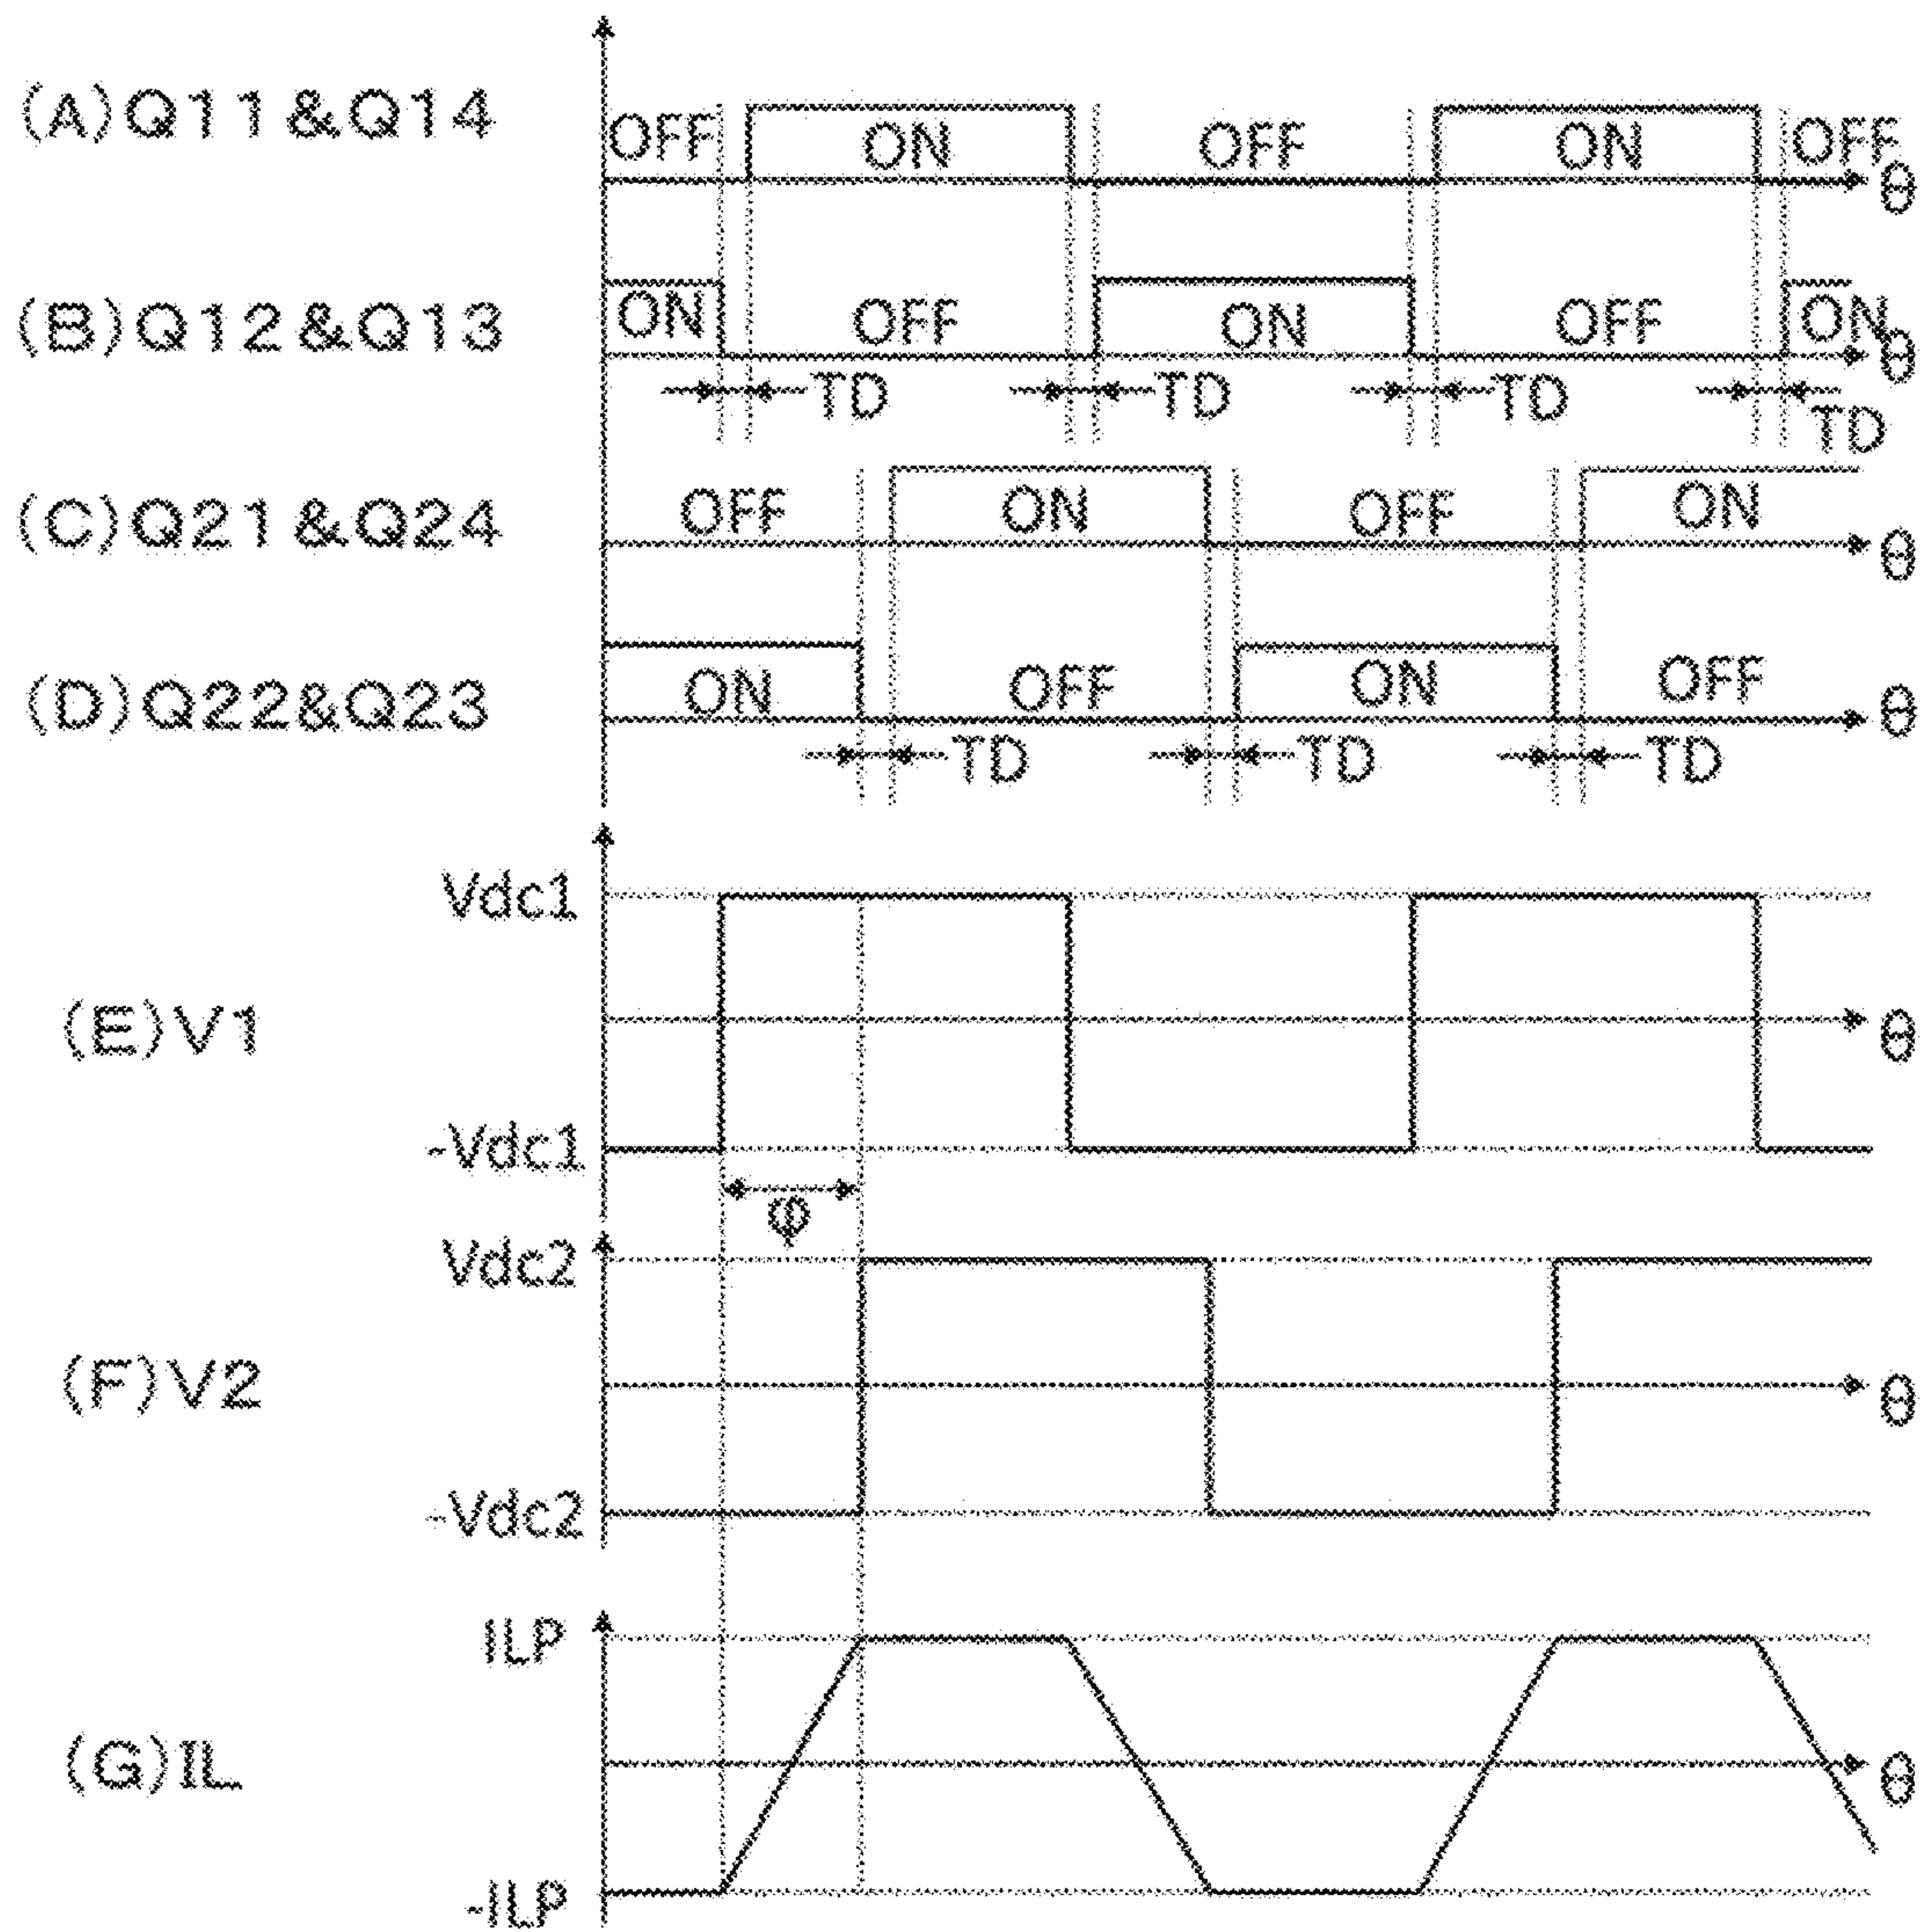 (A)Q11&Q14
OFF ON OFF ON OFF
θ
(B)Q12&Q13
ON OFF ON OFF ON
θ
TD TD TD TD
(C)Q21&Q24
OFF ON OFF ON
θ
(D)Q22&Q23
ON OFF ON OFF
θ
TD TD TD
Vdc1
(E)V1
θ
-Vdc1
φ
Vdc2
(F)V2
θ
-Vdc2
ILP
(G)IL
θ
-ILP